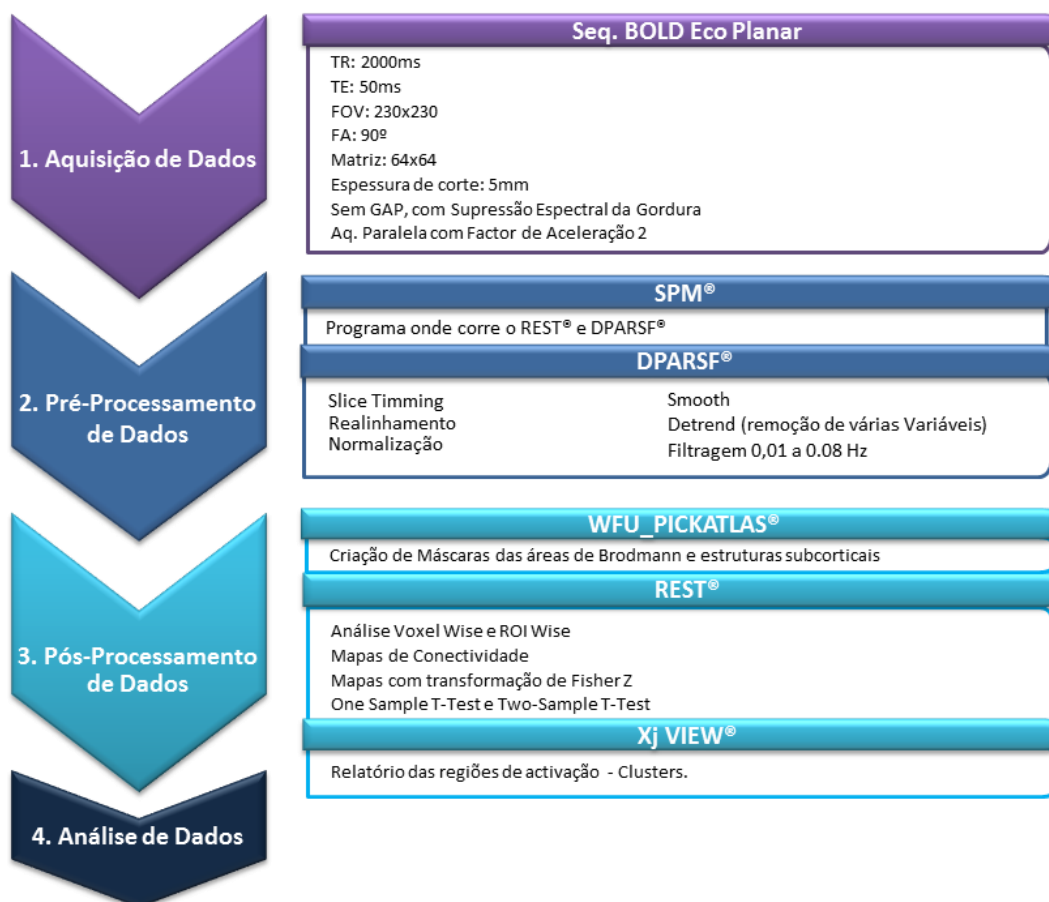 Seq. BOLD Eco Planar
TR: 2000ms
TE: 50ms
FOV: 230x230
FA: 90º
Matriz: 64x64
Espessura de corte: 5mm
Sem GAP, com Supressão Espectral da Gordura
Aq. Paralela com Factor de Aceleração 2
1. Aquisição de Dados
SPM®
Programa onde corre o REST® e DPARSF®
DPARSF®
Slice Timing
Realinhamento
Normalização
Smooth
Detrend (remoção de várias Variáveis)
Filtragem 0,01 a 0.08 Hz
2. Pré-Processamento
de Dados
WFU_PICKATLAS®
Criação de Máscaras das áreas de Brodmann e estruturas subcorticais
REST®
Análise Voxel Wise e ROI Wise
Mapas de Conectividade
Mapas com transformação de Fisher Z
One Sample T-Test e Two-Sample T-Test
3. Pós-Processamento
de Dados
Xj VIEW®
Relatório das regiões de activação - Clusters.
4. Análise de Dados